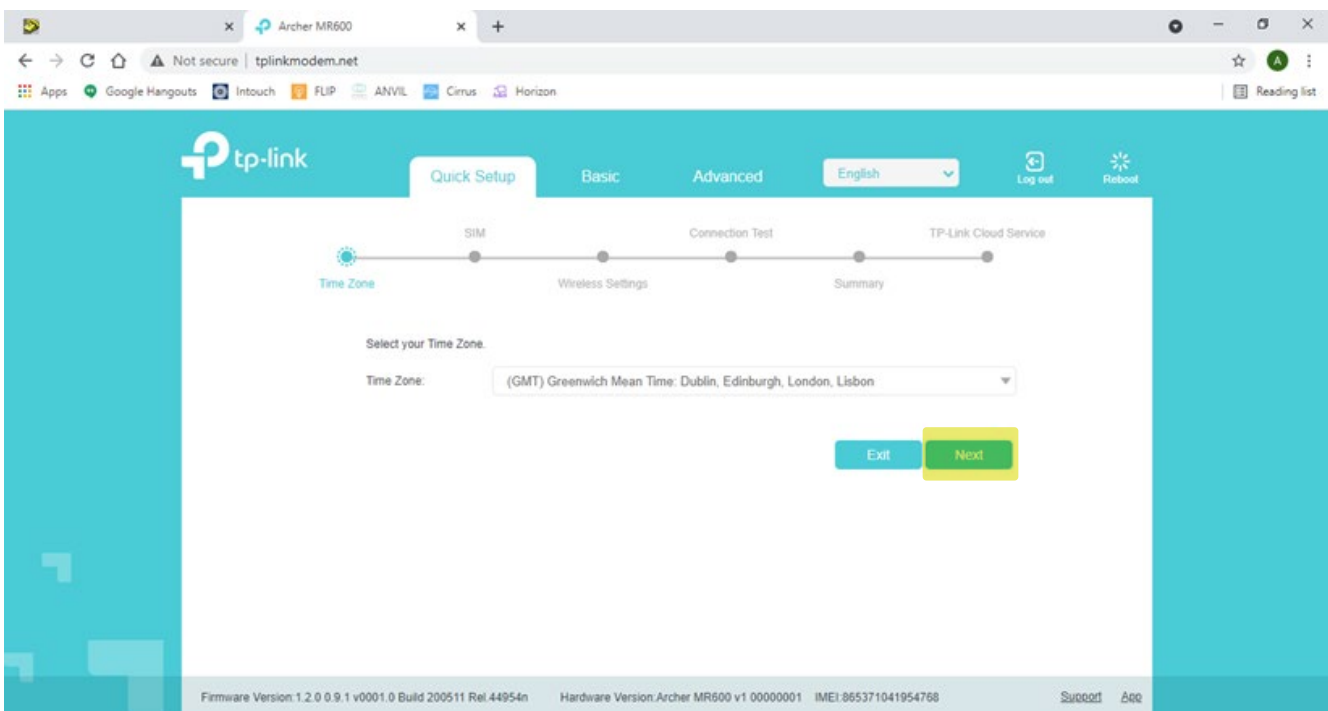 Archer MR600
Not secure | tplinkmodem.net
A
Apps Google Hangouts Intouch FLIP ANVIL Cirrus Horizon Reading list
tp-link
Quick Setup Basic Advanced English Log out Reboot
SIM Connection Test TP-Link Cloud Service
Time Zone Wireless Settings Summary
Select your Time Zone.
Time Zone: (GMT) Greenwich Mean Time: Dublin, Edinburgh, London, Lisbon
Exit Next
Firmware Version:1.2.0 0.9.1 v0001.0 Build 200511 Rel.44954n Hardware Version:Archer MR600 v1 00000001 IMEI:865371041954768 Support App